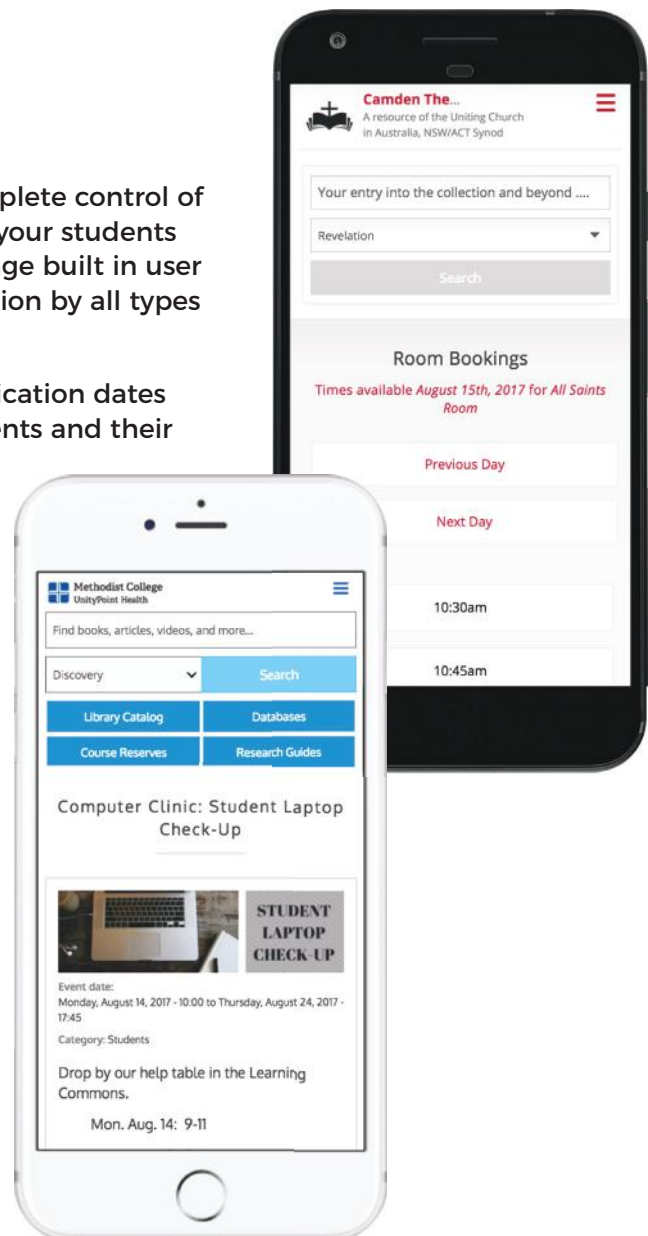 plete control of
your students
ge built in user
ion by all types
ication dates
ents and their
Camden The...
A resource of the Uniting Church
in Australia, NSW/ACT Synod
Your entry into the collection and beyond ....
Revelation
Search
Room Bookings
Times available August 15th, 2017 for All Saints
Room
Previous Day
Next Day
10:30am
10:45am
Methodist College
UnityPoint Health
Find books, articles, videos, and more...
Discovery
Search
Library Catalog
Databases
Course Reserves
Research Guides
Computer Clinic: Student Laptop
Check-Up
STUDENT
LAPTOP
CHECK-UP
Event date:
Monday, August 14, 2017 - 10:00 to Thursday, August 24, 2017 -
17:45
Category: Students
Drop by our help table in the Learning
Commons.
Mon. Aug. 14: 9-11